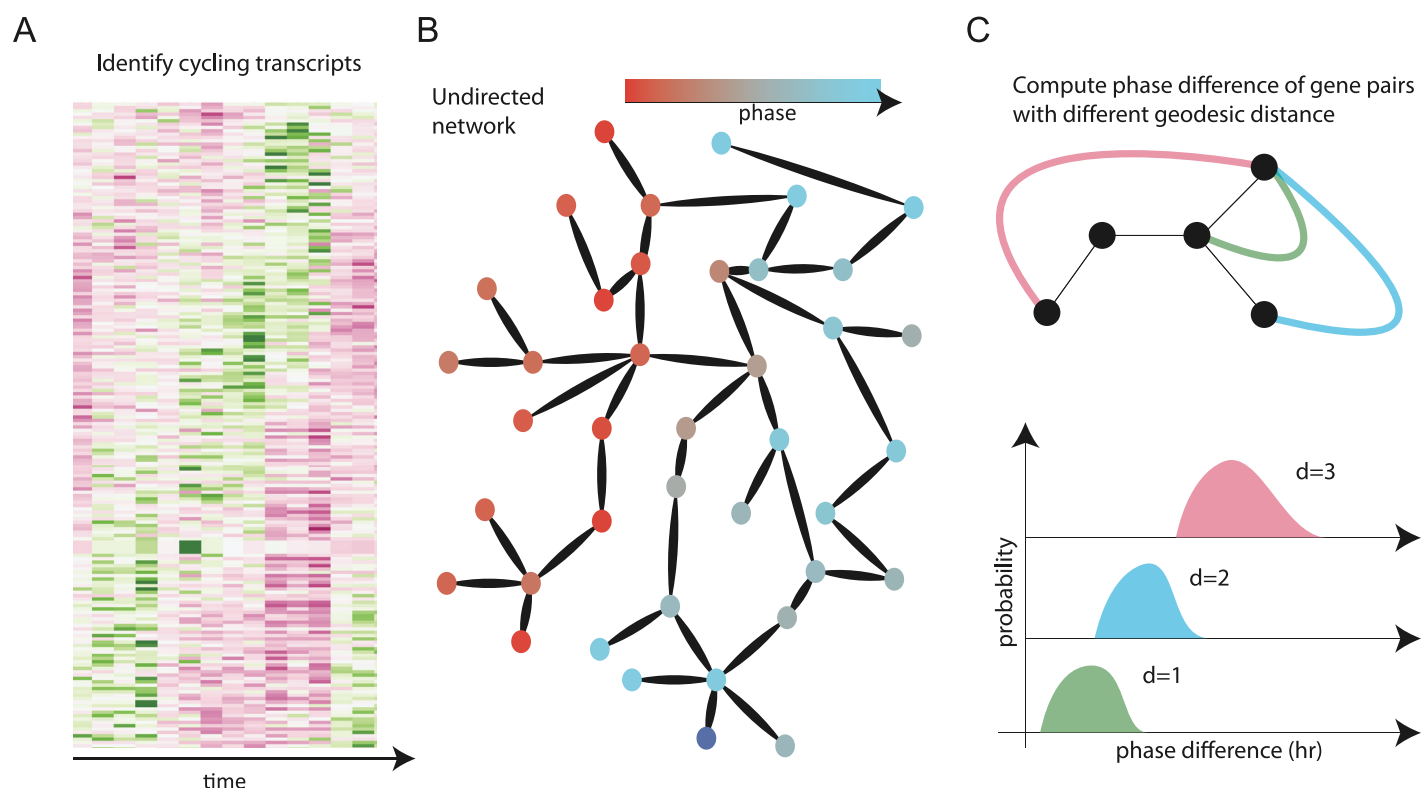 A
Identify cycling transcripts
time
B
Undirected
network
phase
C
Compute phase difference of gene pairs
with different geodesic distance
probability
d=3
d=2
d=1
phase difference (hr)